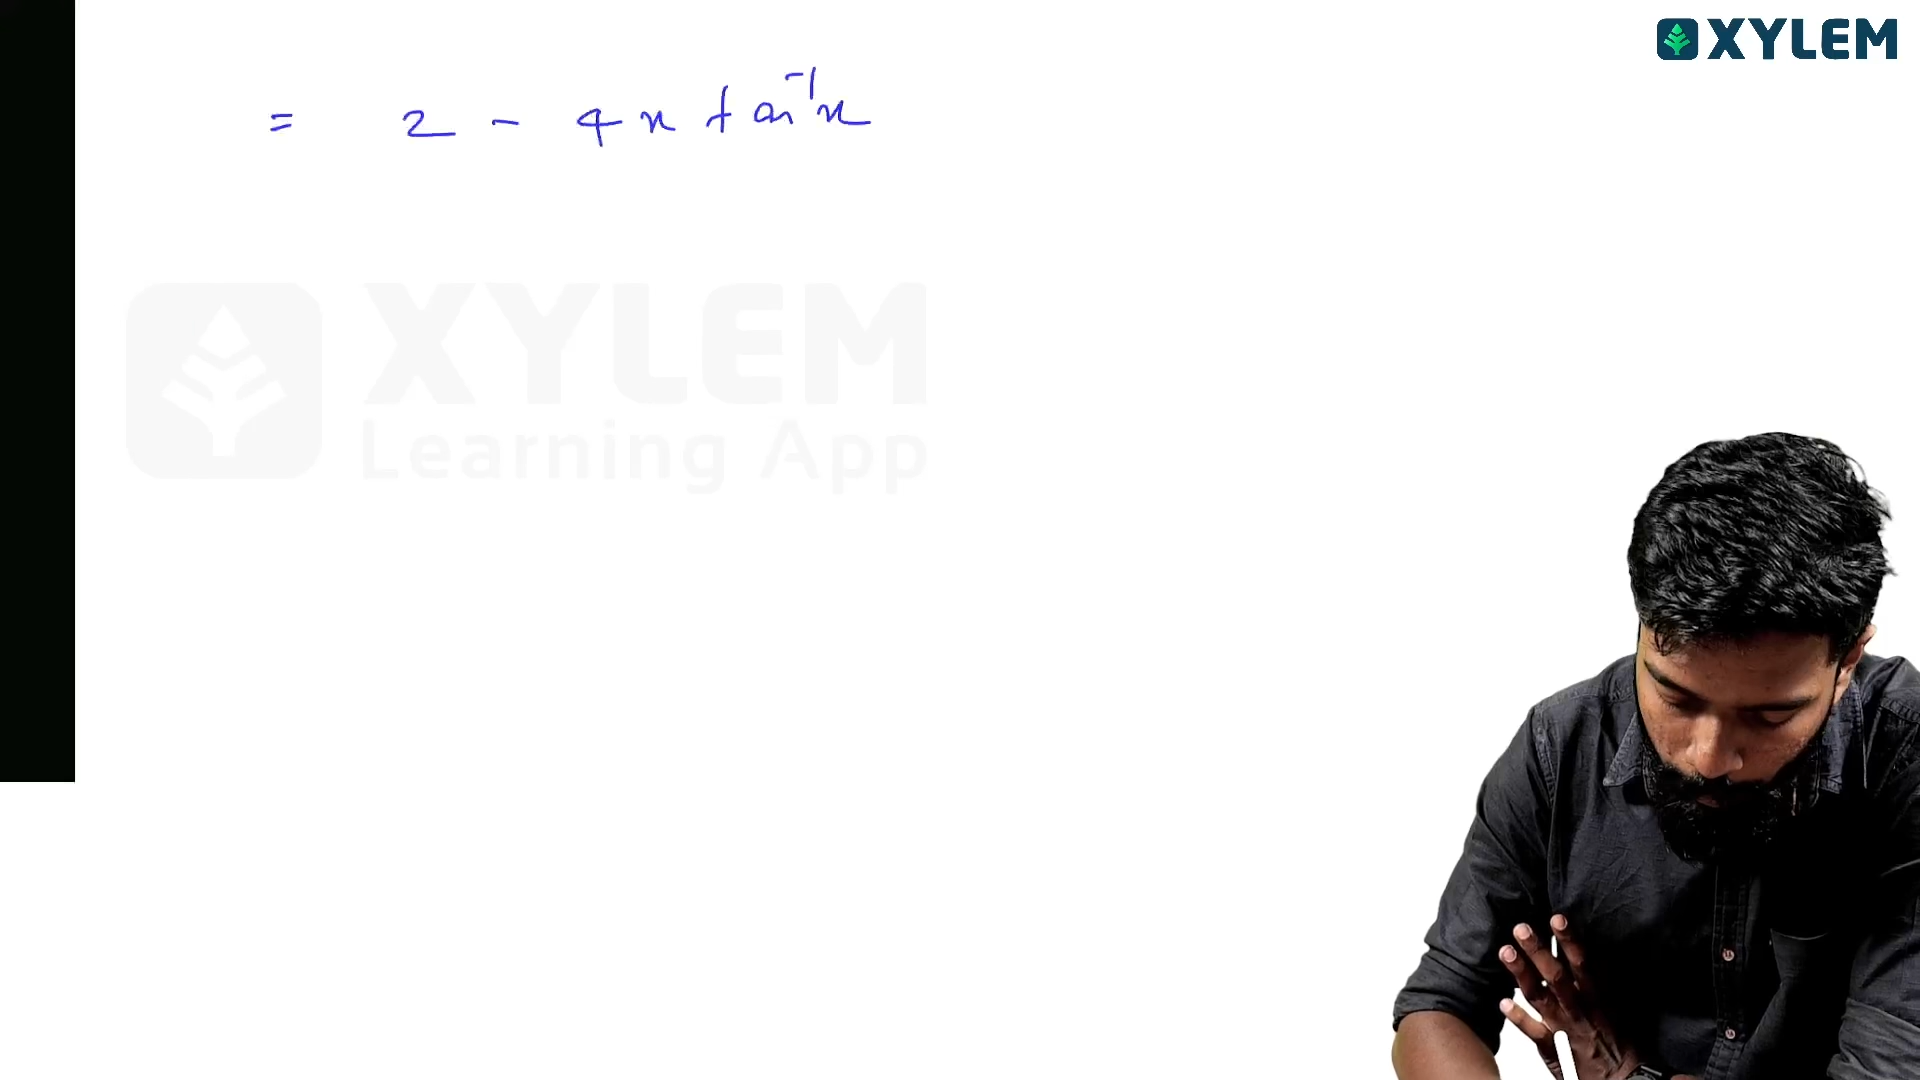 XYLEM
= 2 - 4x tan⁻¹x
XYLEM
Learning App